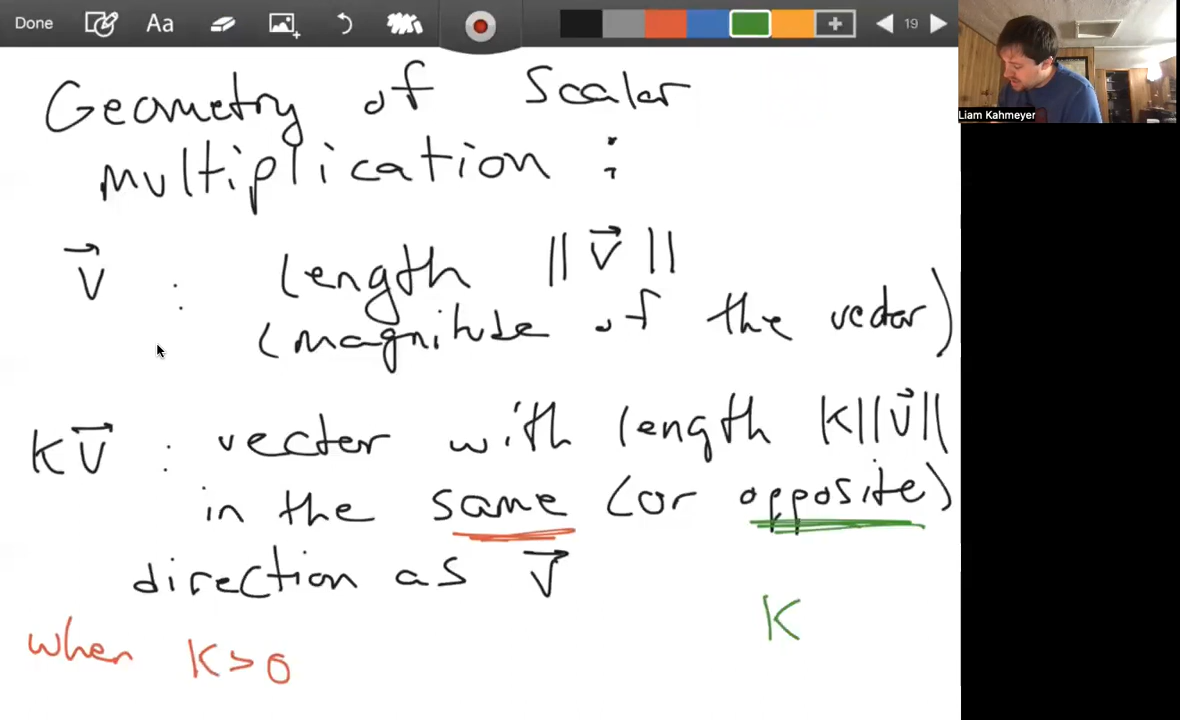 Done
Aa
19
Liam Kahmeyer
Geometry of Scalar
multiplication :
v⃗ : length ||v⃗||
(magnitude of the vector)
Kv⃗ : vector with length K||v⃗||
in the same (or opposite)
direction as v⃗
when K>0
K